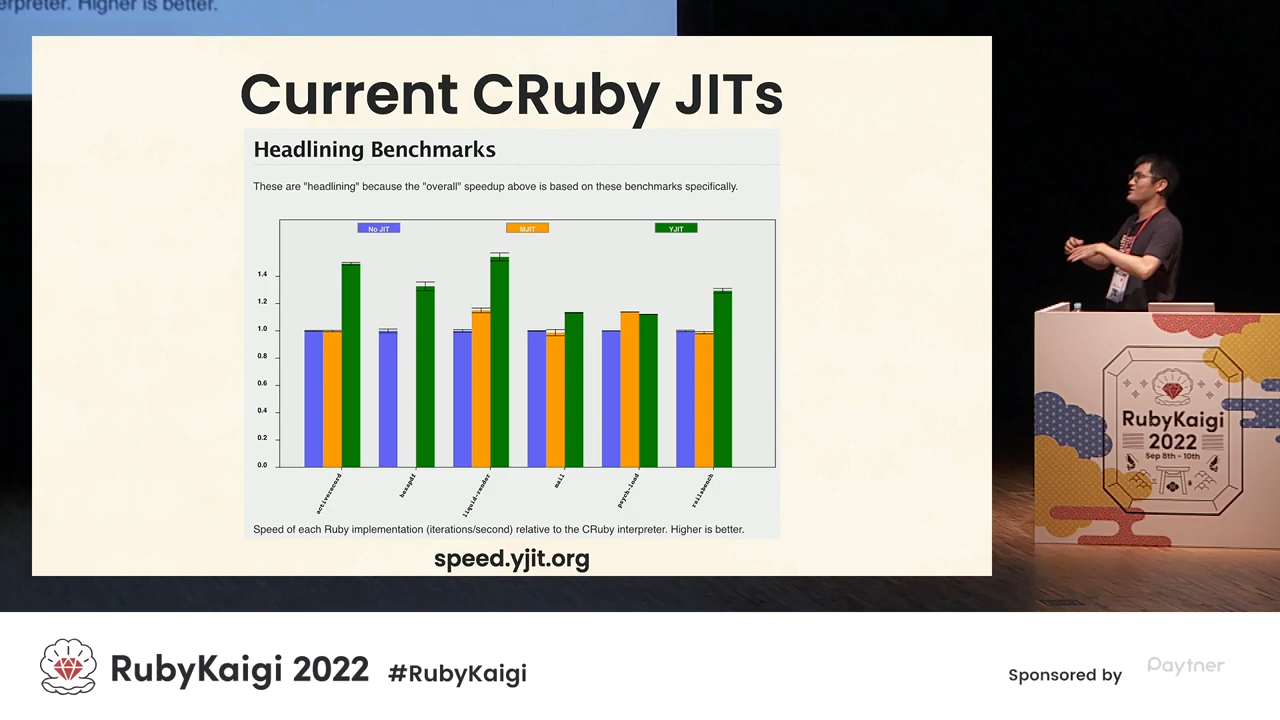 erpreter. Higher is better.
Current CRuby JITs
Headlining Benchmarks
These are "headlining" because the "overall" speedup above is based on these benchmarks specifically.
No JIT
MJIT
YJIT
1.4
1.2
1.0
0.8
0.6
0.4
0.2
0.0
activerecord
hexapdf
liquid-render
mail
psych-load
railsbench
Speed of each Ruby implementation (iterations/second) relative to the CRuby interpreter. Higher is better.
speed.yjit.org
RubyKaigi
2022
Sep 8th - 10th
RubyKaigi 2022 #RubyKaigi
Sponsored by
Paytner